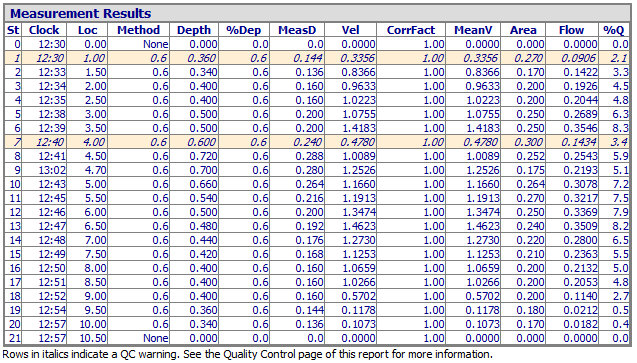 Measurement Results
St Clock Loc Method Depth %Dep MeasD Vel CorrFact MeanV Area Flow %Q
0 12:30 0.00 None 0.000 0.0 0.0 0.0000 1.00 0.0000 0.000 0.0000 0.0
1 12:30 1.00 0.6 0.360 0.6 0.144 0.3356 1.00 0.3356 0.270 0.0906 2.1
2 12:33 1.50 0.6 0.340 0.6 0.136 0.8366 1.00 0.8366 0.170 0.1422 3.3
3 12:34 2.00 0.6 0.400 0.6 0.160 0.9633 1.00 0.9633 0.200 0.1926 4.5
4 12:35 2.50 0.6 0.400 0.6 0.160 1.0223 1.00 1.0223 0.200 0.2044 4.8
5 12:38 3.00 0.6 0.500 0.6 0.200 1.0755 1.00 1.0755 0.250 0.2689 6.3
6 12:39 3.50 0.6 0.500 0.6 0.200 1.4183 1.00 1.4183 0.250 0.3546 8.3
7 12:40 4.00 0.6 0.600 0.6 0.240 0.4780 1.00 0.4780 0.300 0.1434 3.4
8 12:41 4.50 0.6 0.720 0.6 0.288 1.0089 1.00 1.0089 0.252 0.2543 5.9
9 13:02 4.70 0.6 0.700 0.6 0.280 1.2526 1.00 1.2526 0.175 0.2193 5.1
10 12:43 5.00 0.6 0.660 0.6 0.264 1.1660 1.00 1.1660 0.264 0.3078 7.2
11 12:45 5.50 0.6 0.540 0.6 0.216 1.1913 1.00 1.1913 0.270 0.3217 7.5
12 12:46 6.00 0.6 0.500 0.6 0.200 1.3474 1.00 1.3474 0.250 0.3369 7.9
13 12:47 6.50 0.6 0.480 0.6 0.192 1.4623 1.00 1.4623 0.240 0.3509 8.2
14 12:48 7.00 0.6 0.440 0.6 0.176 1.2730 1.00 1.2730 0.220 0.2800 6.5
15 12:49 7.50 0.6 0.420 0.6 0.168 1.1253 1.00 1.1253 0.210 0.2363 5.5
16 12:50 8.00 0.6 0.400 0.6 0.160 1.0659 1.00 1.0659 0.200 0.2132 5.0
17 12:51 8.50 0.6 0.400 0.6 0.160 1.0266 1.00 1.0266 0.200 0.2053 4.8
18 12:52 9.00 0.6 0.400 0.6 0.160 0.5702 1.00 0.5702 0.200 0.1140 2.7
19 12:54 9.50 0.6 0.360 0.6 0.144 0.1178 1.00 0.1178 0.180 0.0212 0.5
20 12:57 10.00 0.6 0.340 0.6 0.136 0.1073 1.00 0.1073 0.170 0.0182 0.4
21 12:57 10.50 None 0.000 0.0 0.0 0.0000 1.00 0.0000 0.000 0.0000 0.0
Rows in italics indicate a QC warning. See the Quality Control page of this report for more information.